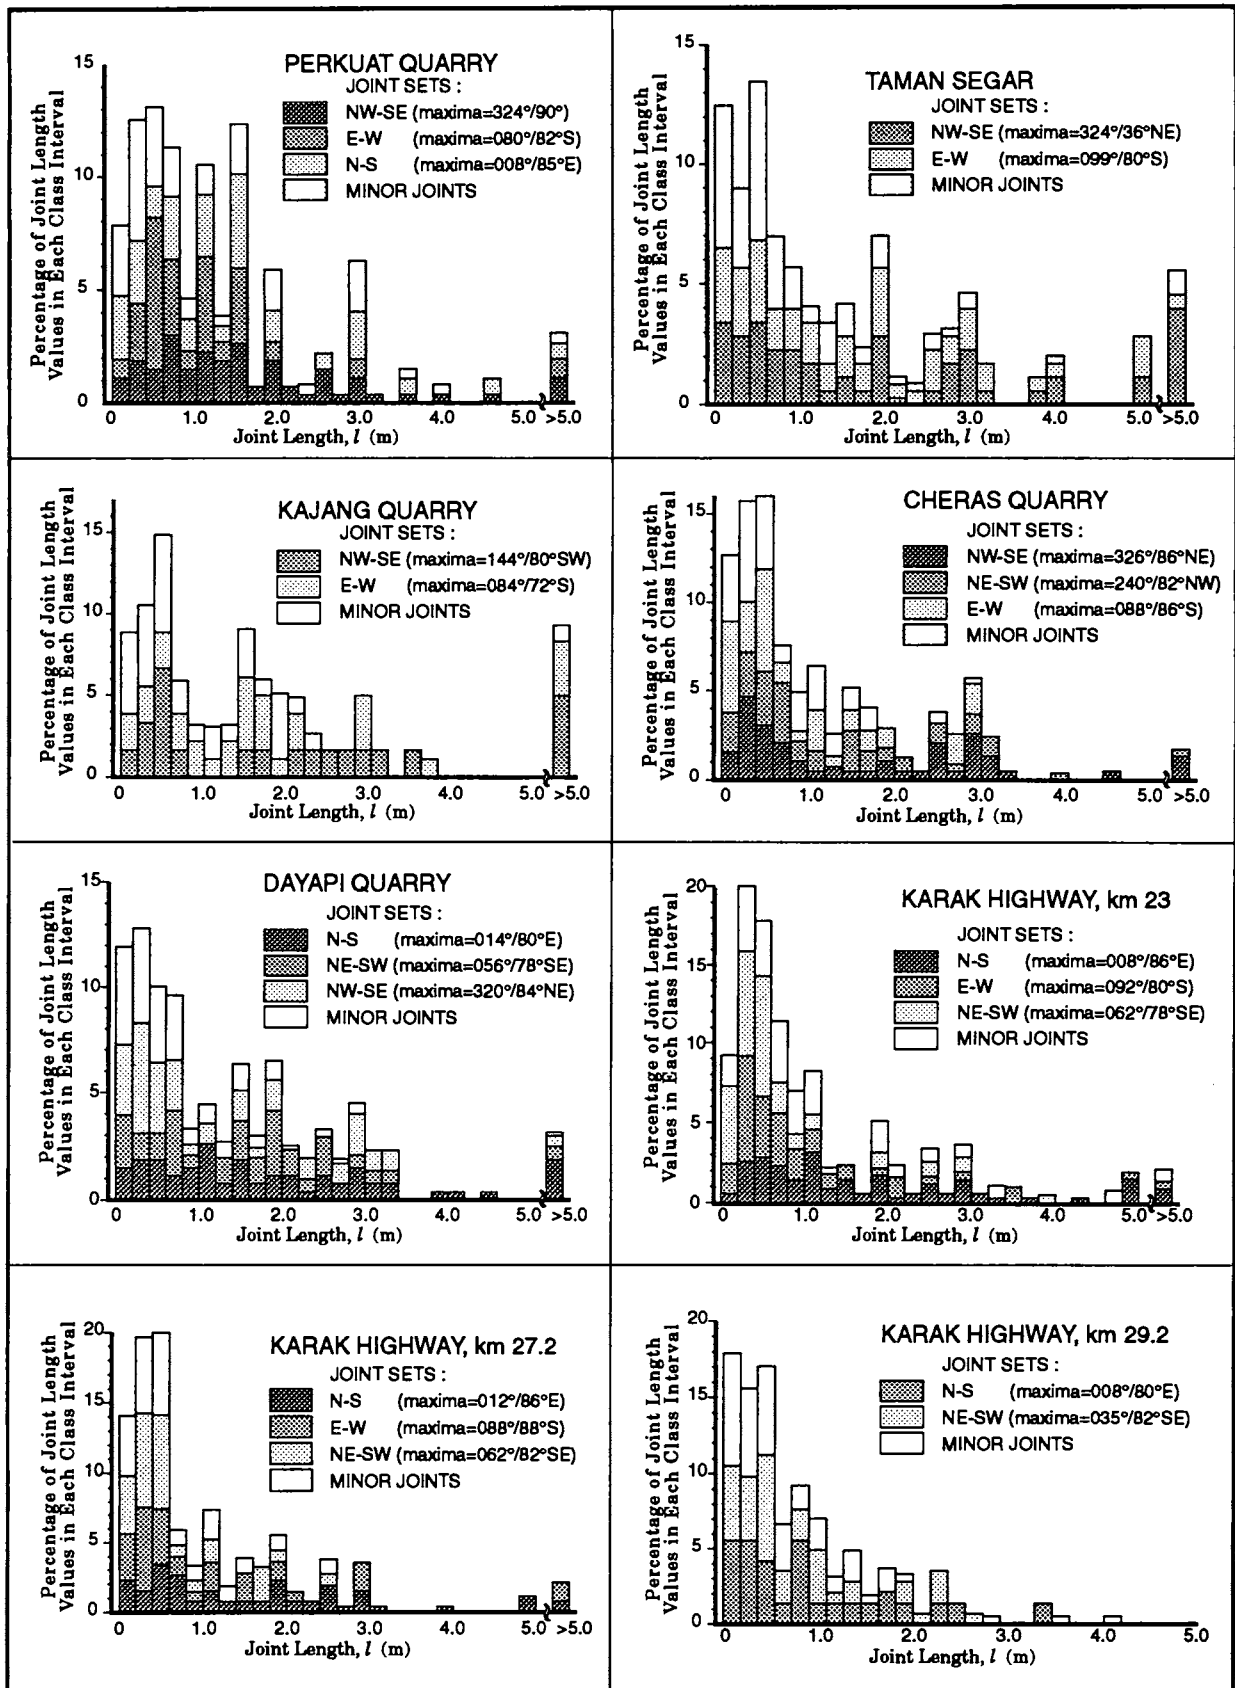 PERKUAT QUARRY
JOINT SETS :
NW-SE (maxima=324°/90°)
E-W (maxima=080°/82°S)
N-S (maxima=008°/85°E)
MINOR JOINTS
Percentage of Joint Length
Values in Each Class Interval
15
10
5
0
0 1.0 2.0 3.0 4.0 5.0 >5.0
Joint Length, l (m)
TAMAN SEGAR
JOINT SETS :
NW-SE (maxima=324°/36°NE)
E-W (maxima=099°/80°S)
MINOR JOINTS
Percentage of Joint Length
Values in Each Class Interval
15
10
5
0
0 1.0 2.0 3.0 4.0 5.0 >5.0
Joint Length, l (m)
KAJANG QUARRY
JOINT SETS :
NW-SE (maxima=144°/80°SW)
E-W (maxima=084°/72°S)
MINOR JOINTS
Percentage of Joint Length
Values in Each Class Interval
15
10
5
0
0 1.0 2.0 3.0 4.0 5.0 >5.0
Joint Length, l (m)
CHERAS QUARRY
JOINT SETS :
NW-SE (maxima=326°/86°NE)
NE-SW (maxima=240°/82°NW)
E-W (maxima=088°/86°S)
MINOR JOINTS
Percentage of Joint Length
Values in Each Class Interval
15
10
5
0
0 1.0 2.0 3.0 4.0 5.0 >5.0
Joint Length, l (m)
DAYAPI QUARRY
JOINT SETS :
N-S (maxima=014°/80°E)
NE-SW (maxima=056°/78°SE)
NW-SE (maxima=320°/84°NE)
MINOR JOINTS
Percentage of Joint Length
Values in Each Class Interval
15
10
5
0
0 1.0 2.0 3.0 4.0 5.0 >5.0
Joint Length, l (m)
KARAK HIGHWAY, km 23
JOINT SETS :
N-S (maxima=008°/86°E)
E-W (maxima=092°/80°S)
NE-SW (maxima=062°/78°SE)
MINOR JOINTS
Percentage of Joint Length
Values in Each Class Interval
20
15
10
5
0
0 1.0 2.0 3.0 4.0 5.0 >5.0
Joint Length, l (m)
KARAK HIGHWAY, km 27.2
JOINT SETS :
N-S (maxima=012°/86°E)
E-W (maxima=088°/88°S)
NE-SW (maxima=062°/82°SE)
MINOR JOINTS
Percentage of Joint Length
Values in Each Class Interval
20
15
10
5
0
0 1.0 2.0 3.0 4.0 5.0 >5.0
Joint Length, l (m)
KARAK HIGHWAY, km 29.2
JOINT SETS :
N-S (maxima=008°/80°E)
NE-SW (maxima=035°/82°SE)
MINOR JOINTS
Percentage of Joint Length
Values in Each Class Interval
20
15
10
5
0
0 1.0 2.0 3.0 4.0 5.0
Joint Length, l (m)